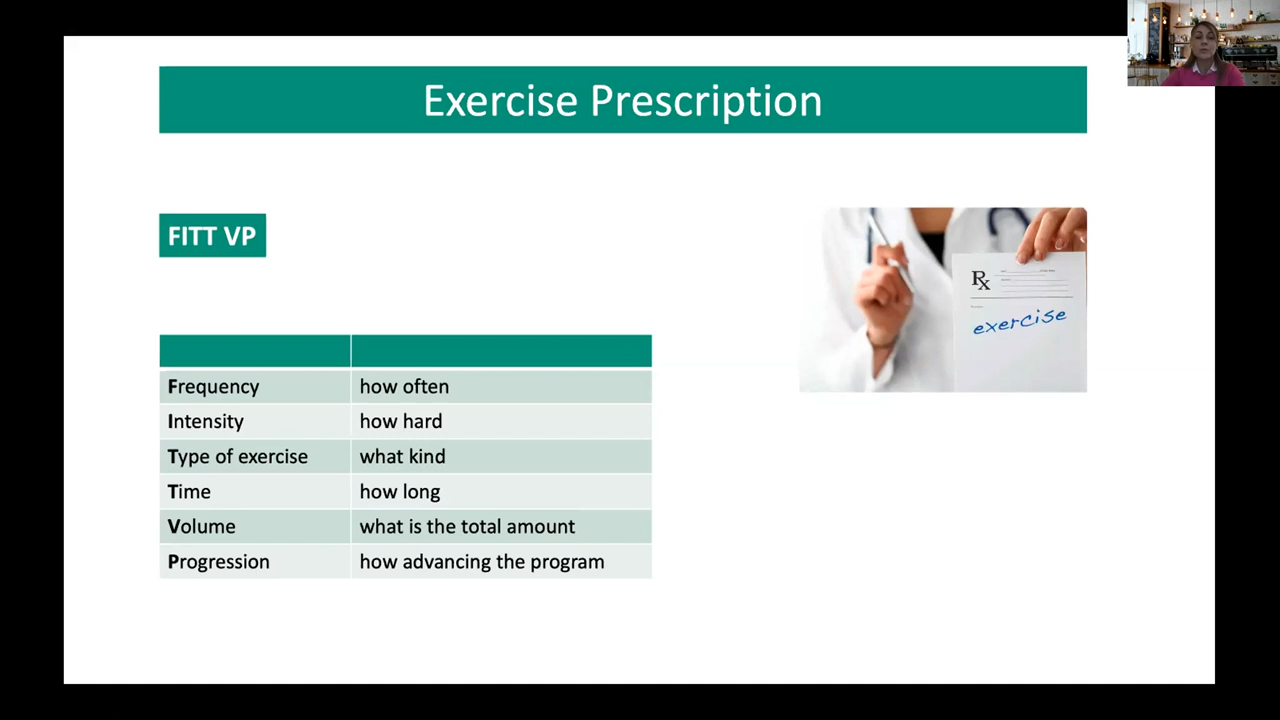 Exercise Prescription
FITT VP
Rx
exercise
Frequency how often
Intensity how hard
Type of exercise what kind
Time how long
Volume what is the total amount
Progression how advancing the program